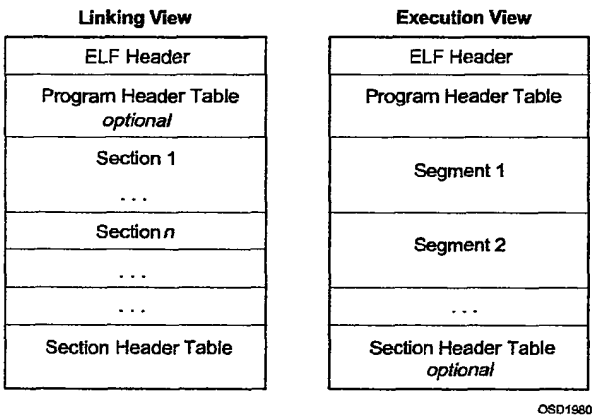 Linking View
ELF Header
Program Header Table
optional
Section 1
. . .
Section n
. . .
. . .
Section Header Table
Execution View
ELF Header
Program Header Table
Segment 1
Segment 2
. . .
Section Header Table
optional
OSD1980